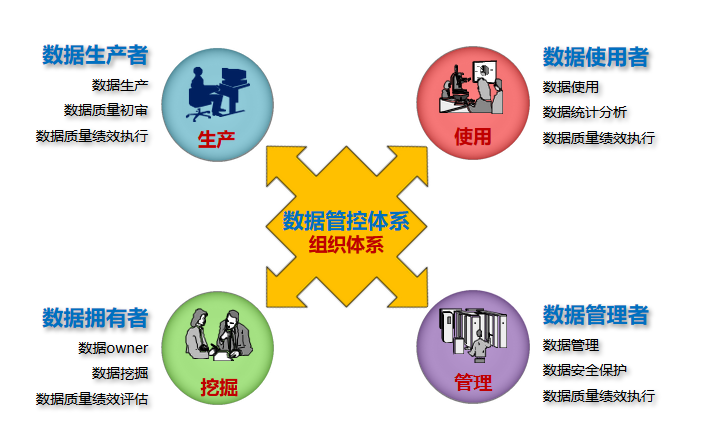 数据生产者
数据生产
数据质量初审
数据质量绩效执行
生产
数据使用者
数据使用
数据统计分析
数据质量绩效执行
使用
数据管控体系
组织体系
数据拥有者
数据owner
数据挖掘
数据质量绩效评估
挖掘
数据管理者
数据管理
数据安全保护
数据质量绩效执行
管理